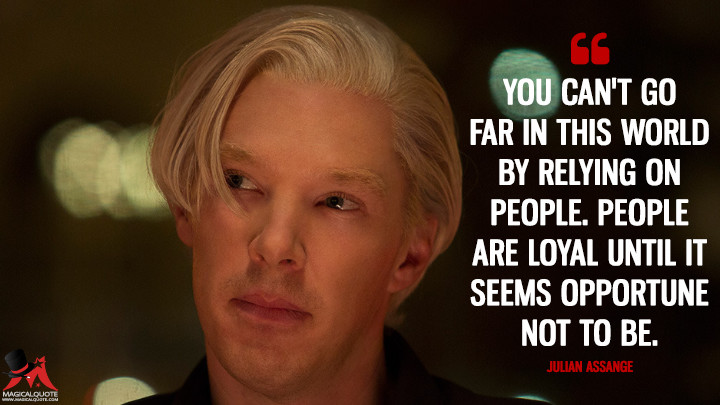 YOU CAN'T GO
FAR IN THIS WORLD
BY RELYING ON
PEOPLE. PEOPLE
ARE LOYAL UNTIL IT
SEEMS OPPORTUNE
NOT TO BE.
JULIAN ASSANGE
MAGICALQUOTE
WWW.MAGICALQUOTE.COM